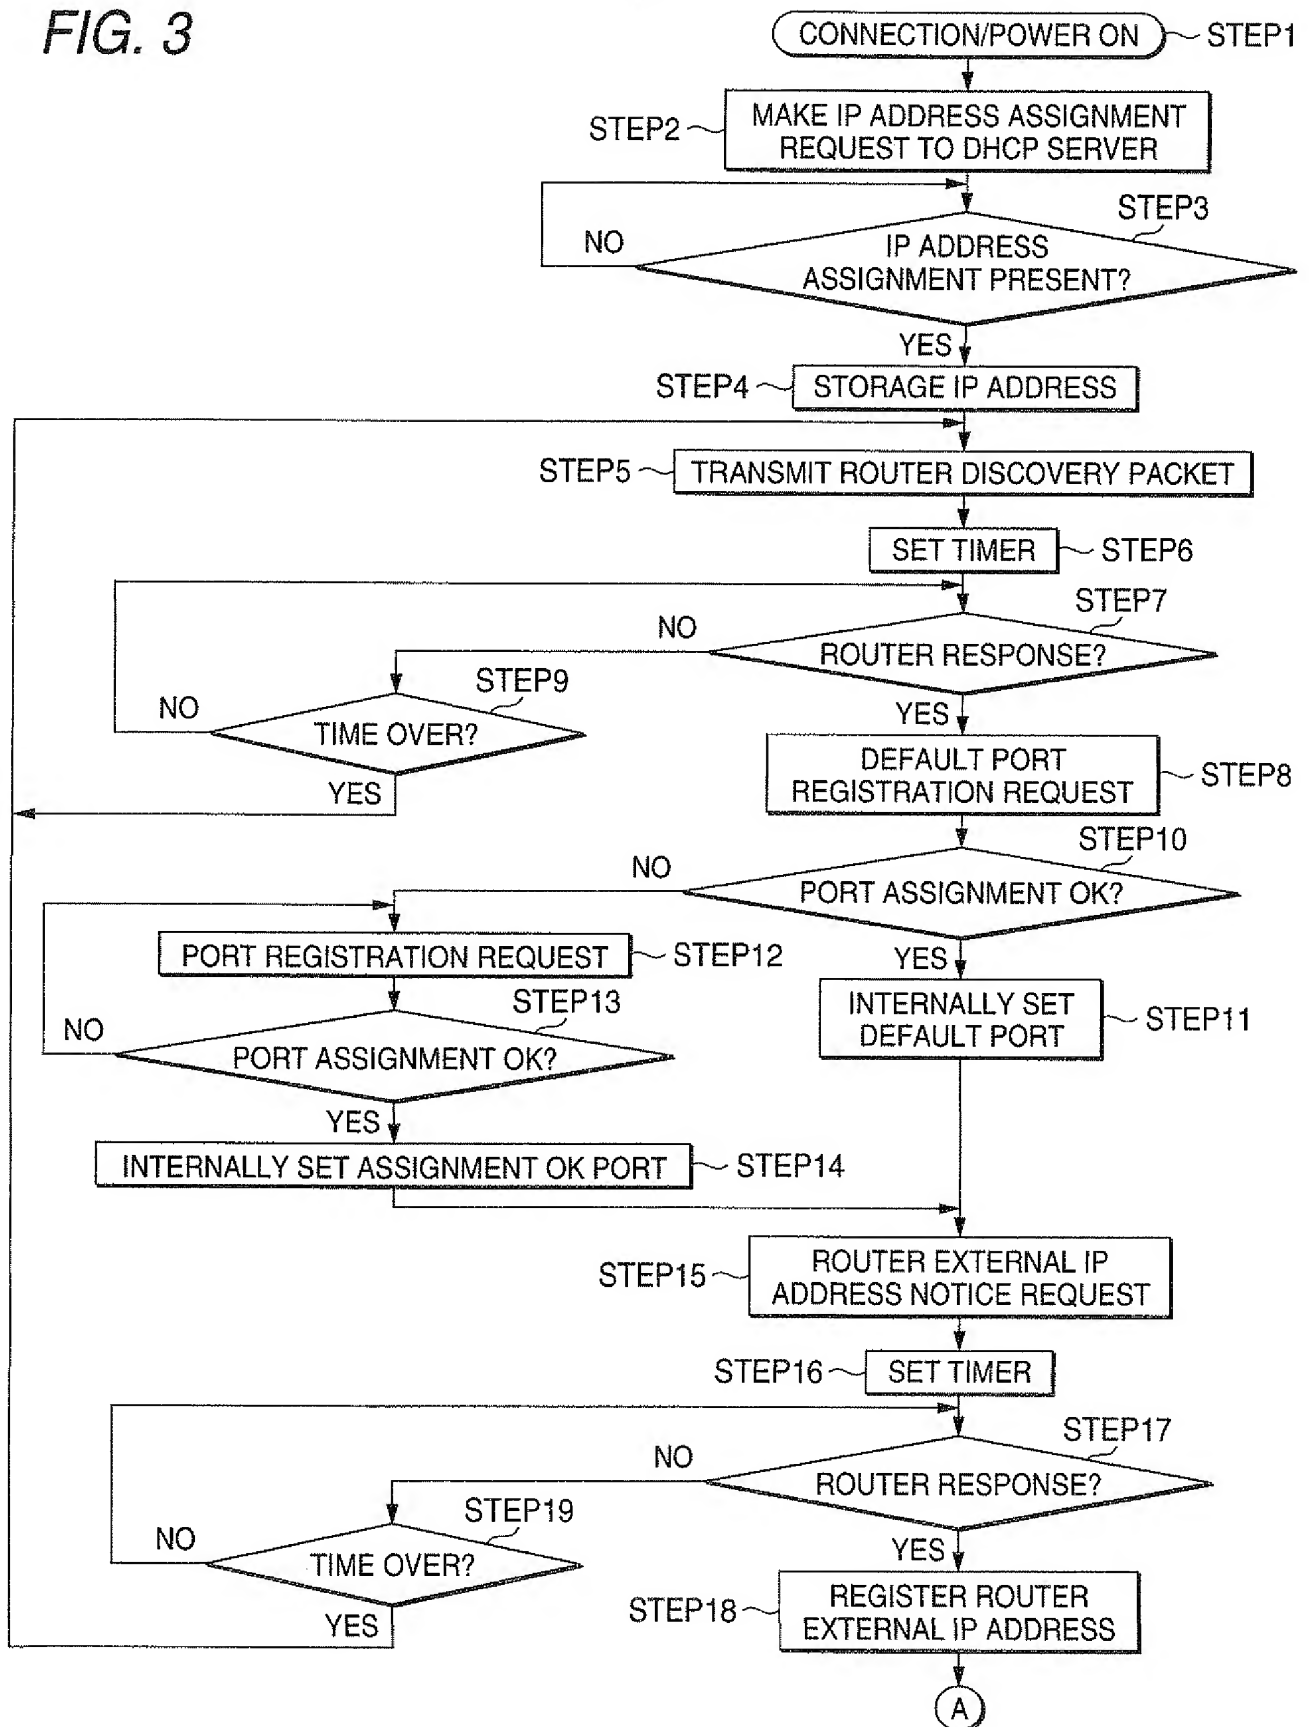 FIG. 3
CONNECTION/POWER ON
STEP1
STEP2
MAKE IP ADDRESS ASSIGNMENT
REQUEST TO DHCP SERVER
STEP3
NO
IP ADDRESS
ASSIGNMENT PRESENT?
YES
STEP4
STORAGE IP ADDRESS
STEP5
TRANSMIT ROUTER DISCOVERY PACKET
SET TIMER
STEP6
STEP7
NO
ROUTER RESPONSE?
STEP9
NO
TIME OVER?
YES
YES
DEFAULT PORT
REGISTRATION REQUEST
STEP8
STEP10
NO
PORT ASSIGNMENT OK?
PORT REGISTRATION REQUEST
STEP12
YES
STEP13
NO
PORT ASSIGNMENT OK?
INTERNALLY SET
DEFAULT PORT
STEP11
YES
INTERNALLY SET ASSIGNMENT OK PORT
STEP14
STEP15
ROUTER EXTERNAL IP
ADDRESS NOTICE REQUEST
STEP16
SET TIMER
STEP17
NO
ROUTER RESPONSE?
STEP19
NO
TIME OVER?
YES
YES
STEP18
REGISTER ROUTER
EXTERNAL IP ADDRESS
A